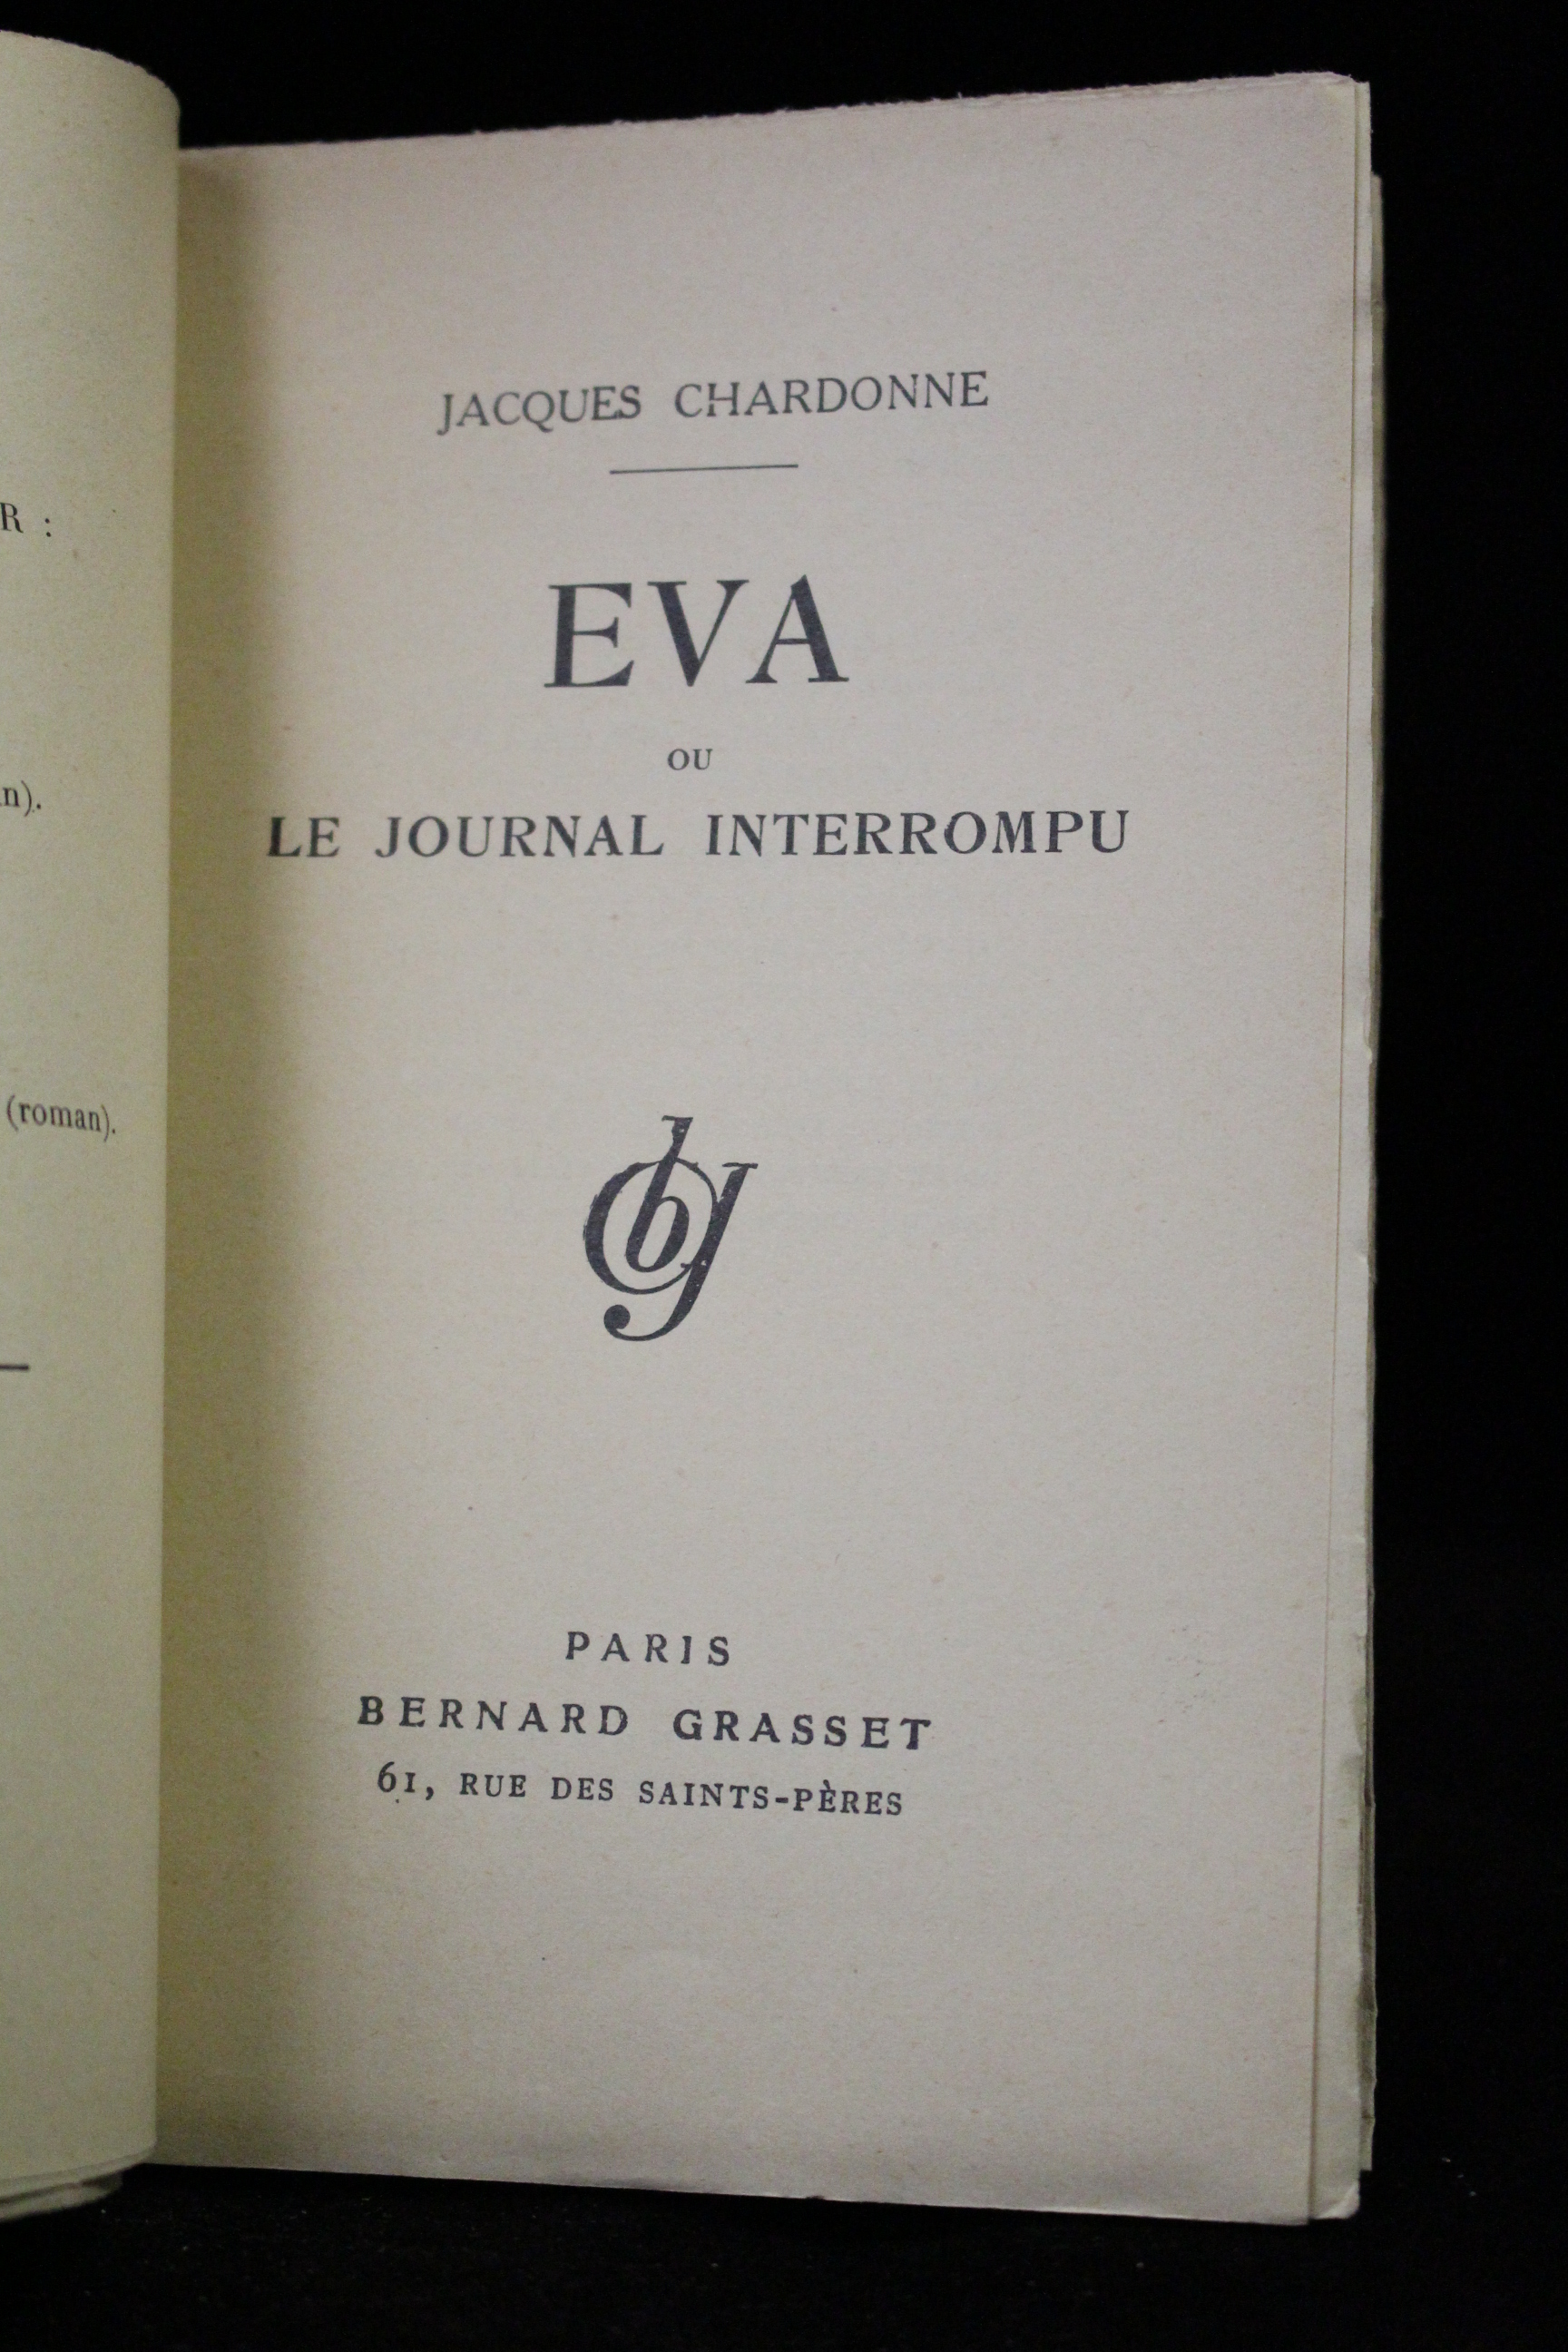 R :
n).
(roman).
JACQUES CHARDONNE
EVA
OU
LE JOURNAL INTERROMPU
bg
PARIS
BERNARD GRASSET
61, RUE DES SAINTS-PÈRES